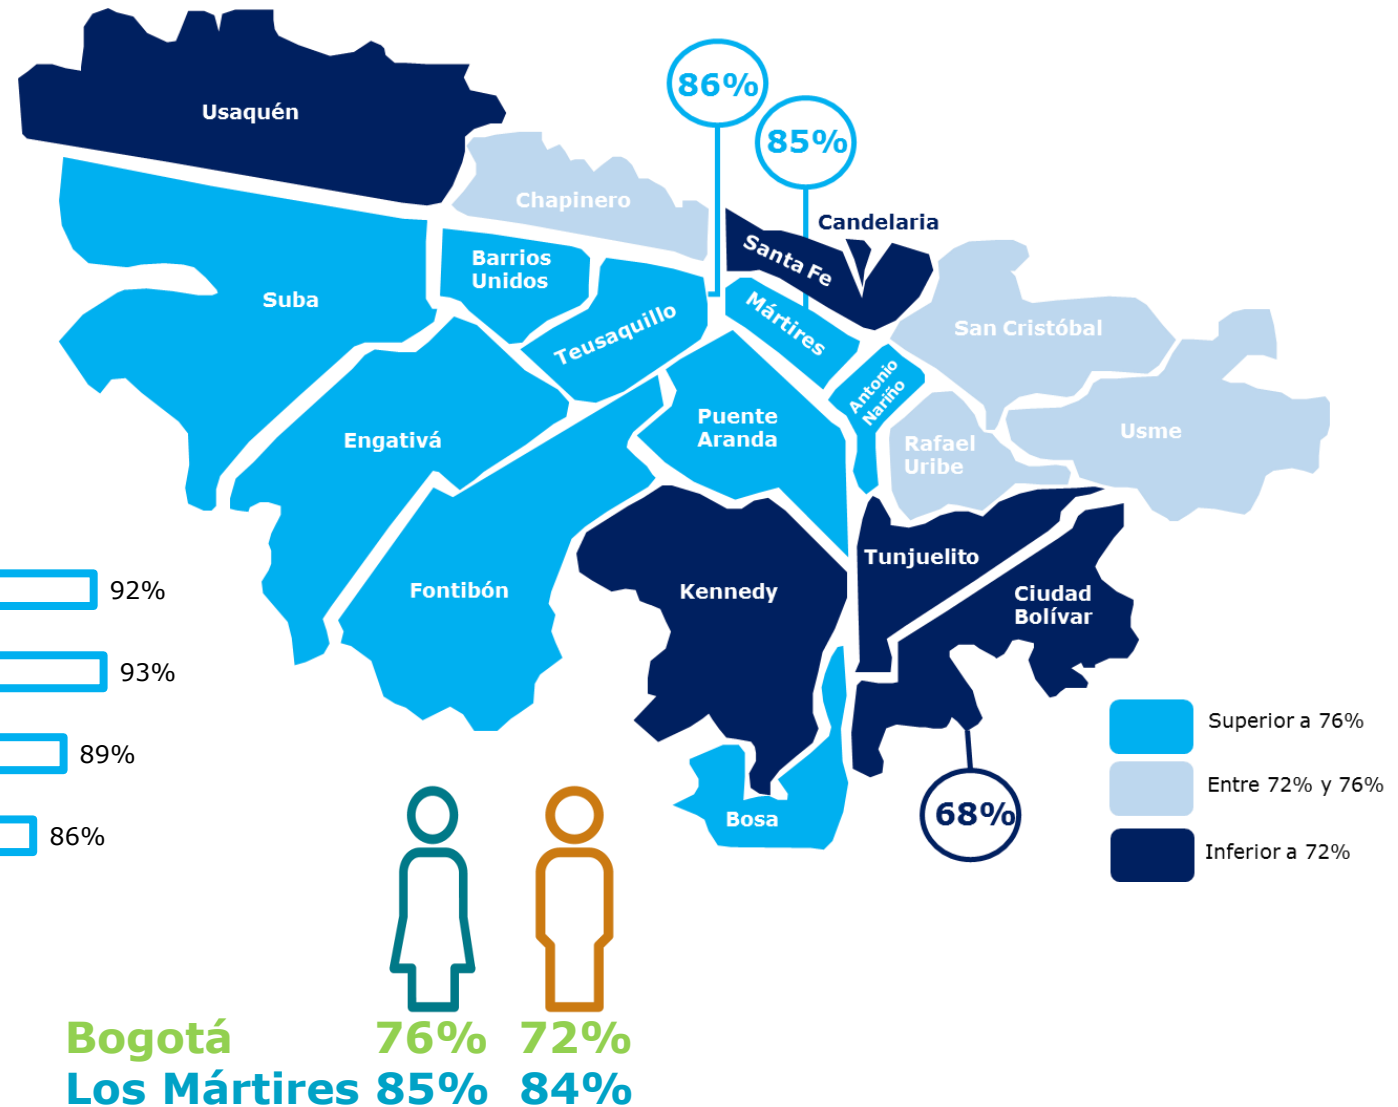 86%
85%
Usaquén
Chapinero
Candelaria
Santa Fe
Barrios
Unidos
Suba
Teusaquillo
Mártires
San Cristóbal
Antonio
Nariño
Puente
Aranda
Engativá
Rafael
Uribe
Usme
Tunjuelito
Fontibón
Kennedy
Ciudad
Bolívar
92%
93%
89%
86%
Bosa
68%
Superior a 76%
Entre 72% y 76%
Inferior a 72%
Bogotá 76% 72%
Los Mártires 85% 84%